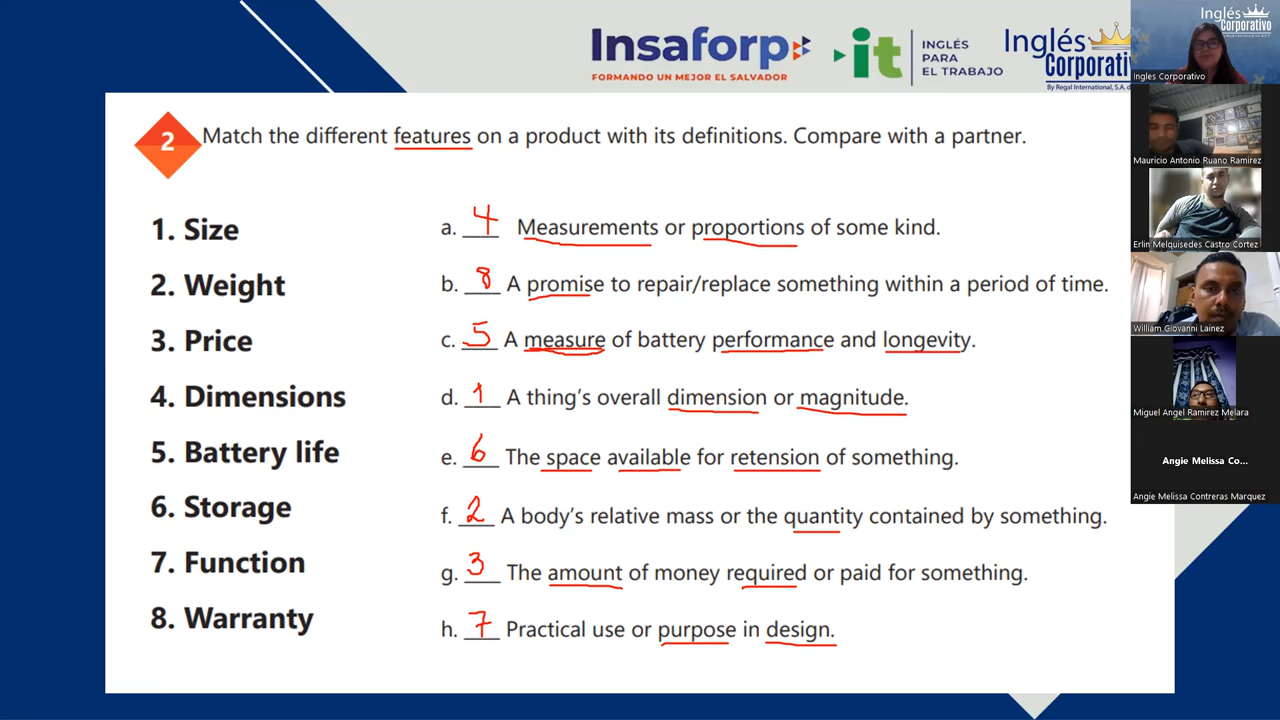 Insaforp
FORMANDO UN MEJOR EL SALVADOR
it
INGLÉS
PARA
EL TRABAJO
Inglés
Corporativ
By Regal International, S.A. d
Inglés
Corporativo
Ingles Corporativo
Mauricio Antonio Ruano Ramirez
Erlin Melquisedes Castro Cortez
William Giovanni Lainez
Miguel Angel Ramirez Melara
Angie Melissa Co...
Angie Melissa Contreras Marquez
2 Match the different features on a product with its definitions. Compare with a partner.
1. Size
2. Weight
3. Price
4. Dimensions
5. Battery life
6. Storage
7. Function
8. Warranty
a. 4 Measurements or proportions of some kind.
b. 8 A promise to repair/replace something within a period of time.
c. 5 A measure of battery performance and longevity.
d. 1 A thing's overall dimension or magnitude.
e. 6 The space available for retension of something.
f. 2 A body's relative mass or the quantity contained by something.
g. 3 The amount of money required or paid for something.
h. 7 Practical use or purpose in design.